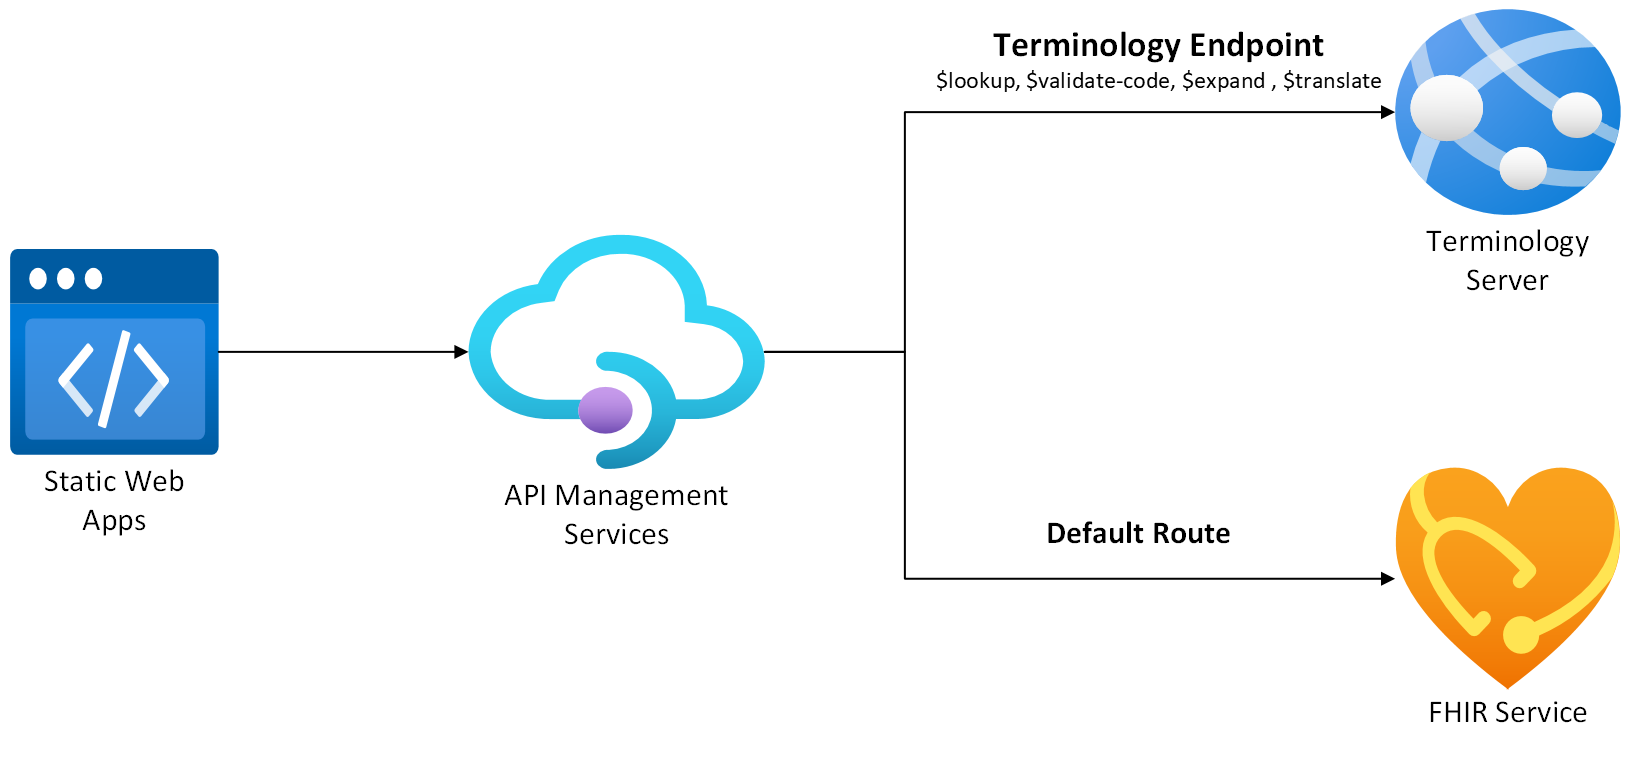 Terminology Endpoint
$lookup, $validate-code, $expand , $translate
Terminology
Server
Static Web
Apps
API Management
Services
Default Route
FHIR Service